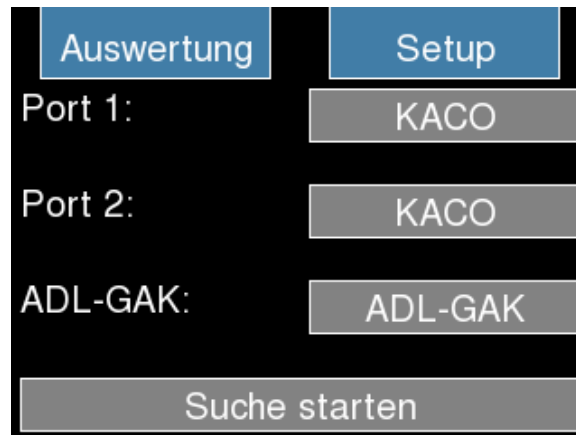 Auswertung Setup
Port 1: KACO
Port 2: KACO
ADL-GAK: ADL-GAK
Suche starten